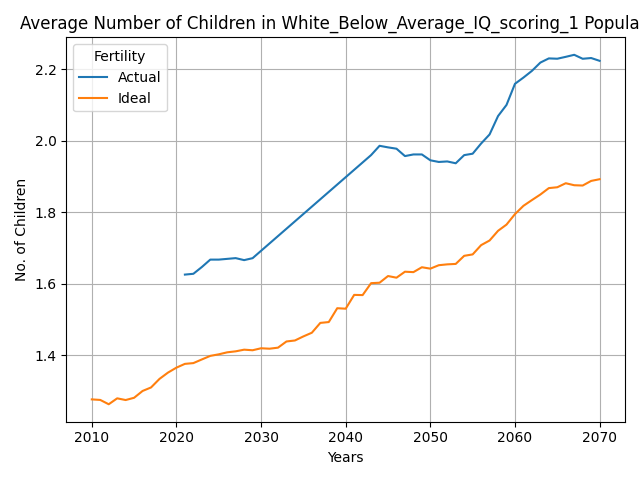 Average Number of Children in White_Below_Average_IQ_scoring_1 Popula
Fertility
Actual
Ideal
No. of Children
2.2
2.0
1.8
1.6
1.4
2010 2020 2030 2040 2050 2060 2070
Years